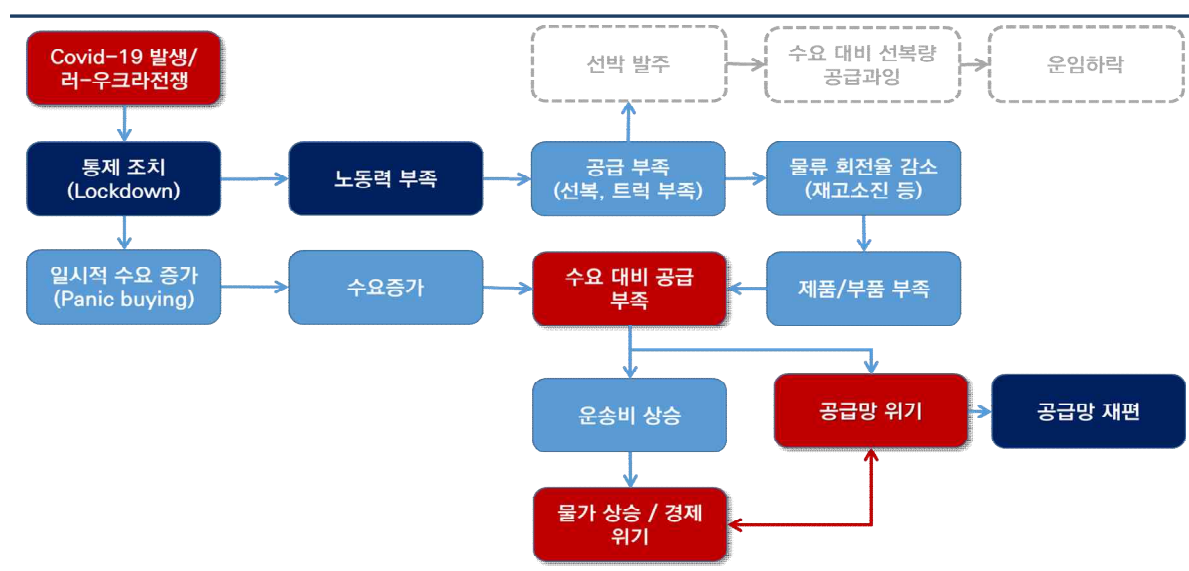 Covid-19 발생/
러-우크라전쟁
선박 발주
수요 대비 선복량
공급과잉
운임하락
통제 조치
(Lockdown)
노동력 부족
공급 부족
(선복, 트럭 부족)
물류 회전율 감소
(재고소진 등)
일시적 수요 증가
(Panic buying)
수요증가
수요 대비 공급
부족
제품/부품 부족
운송비 상승
공급망 위기
공급망 재편
물가 상승 / 경제
위기